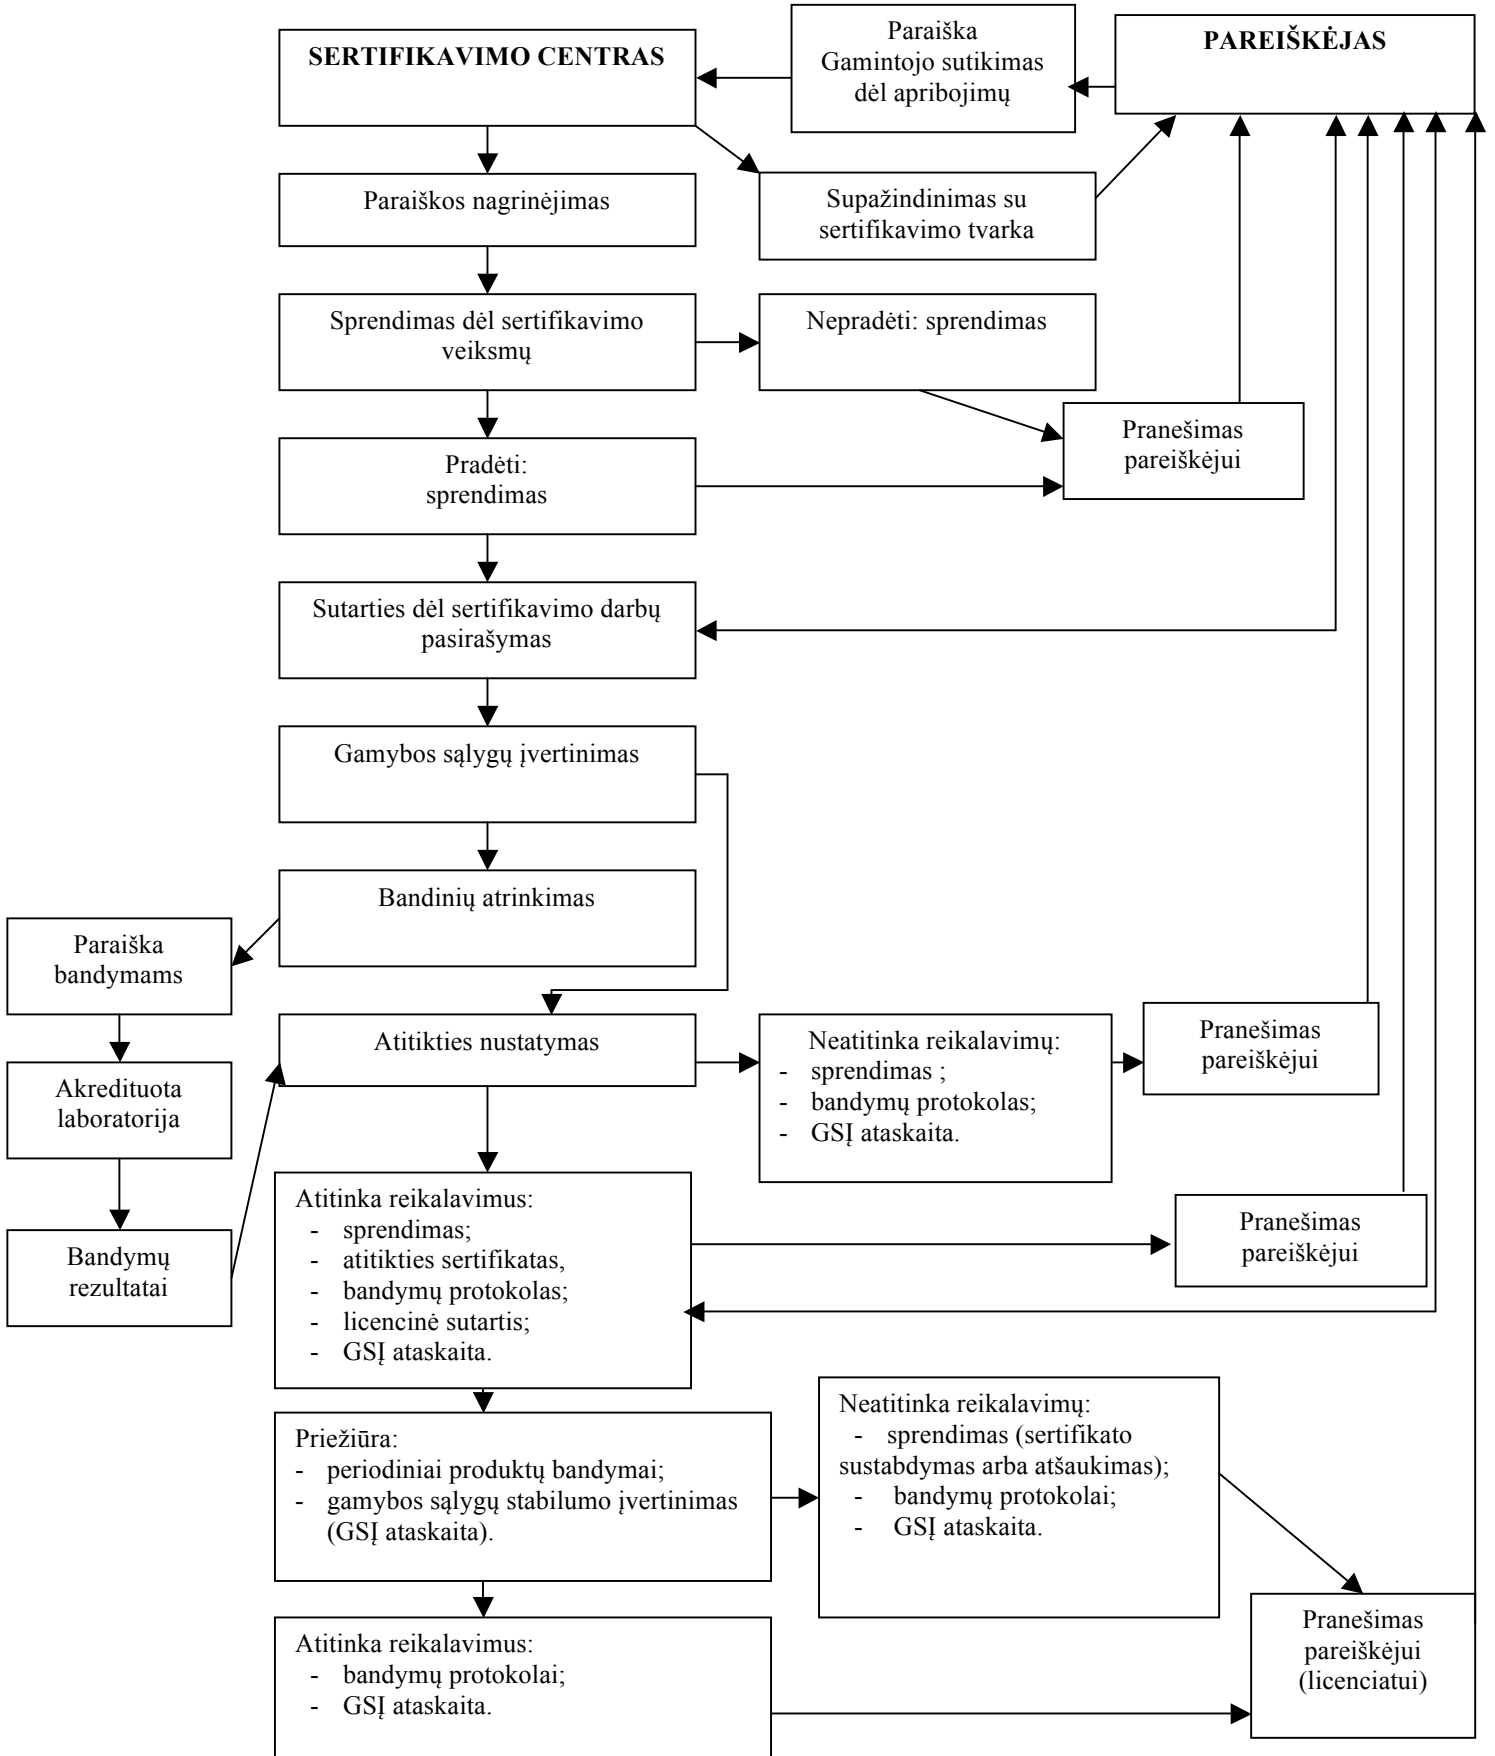 SERTIFIKAVIMO CENTRAS
Paraiška
Gamintojo sutikimas
dėl apribojimų
PAREIŠKĖJAS
Paraiškos nagrinėjimas
Supažindinimas su
sertifikavimo tvarka
Sprendimas dėl sertifikavimo
veiksmų
Nepradėti: sprendimas
Pranešimas
pareiškėjui
Pradėti:
sprendimas
Sutarties dėl sertifikavimo darbų
pasirašymas
Gamybos sąlygų įvertinimas
Bandinių atrinkimas
Paraiška
bandymams
Akredituota
laboratorija
Bandymų
rezultatai
Atitikties nustatymas
Neatitinka reikalavimų:
- sprendimas ;
- bandymų protokolas;
- GSĮ ataskaita.
Pranešimas
pareiškėjui
Atitinka reikalavimus:
- sprendimas;
- atitikties sertifikatas,
- bandymų protokolas;
- licencinė sutartis;
- GSĮ ataskaita.
Pranešimas
pareiškėjui
Priežiūra:
- periodiniai produktų bandymai;
- gamybos sąlygų stabilumo įvertinimas
(GSĮ ataskaita).
Neatitinka reikalavimų:
- sprendimas (sertifikato
sustabdymas arba atšaukimas);
- bandymų protokolai;
- GSĮ ataskaita.
Atitinka reikalavimus:
- bandymų protokolai;
- GSĮ ataskaita.
Pranešimas
pareiškėjui
(licenciatui)